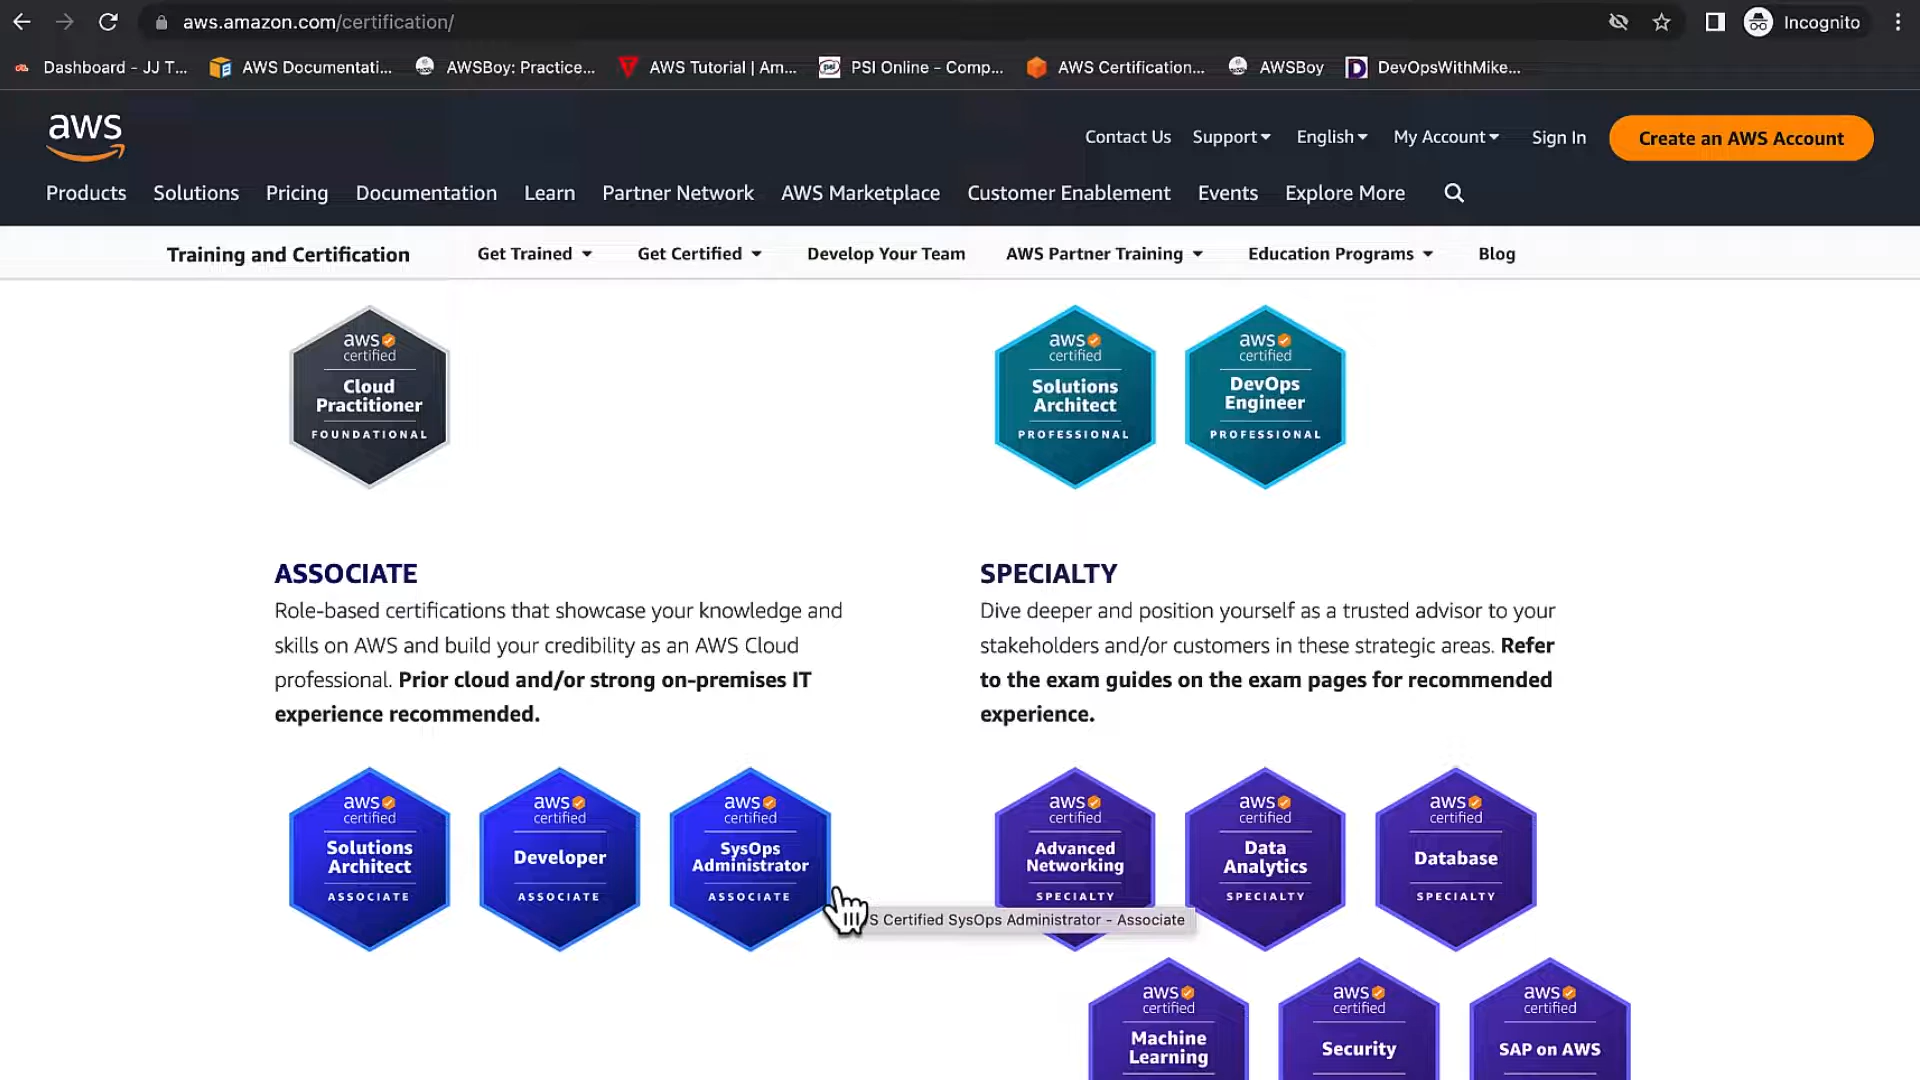 aws.amazon.com/certification/
Incognito
Dashboard - JJ T...
AWS Documentati...
AWSBoy: Practice...
AWS Tutorial | Am...
PSI Online - Comp...
AWS Certification...
AWSBoy
DevOpsWithMike...
aws
Contact Us
Support
English
My Account
Sign In
Create an AWS Account
Products
Solutions
Pricing
Documentation
Learn
Partner Network
AWS Marketplace
Customer Enablement
Events
Explore More
Training and Certification
Get Trained
Get Certified
Develop Your Team
AWS Partner Training
Education Programs
Blog
aws
certified
Cloud
Practitioner
FOUNDATIONAL
aws
certified
Solutions
Architect
PROFESSIONAL
aws
certified
DevOps
Engineer
PROFESSIONAL
ASSOCIATE
Role-based certifications that showcase your knowledge and
skills on AWS and build your credibility as an AWS Cloud
professional. Prior cloud and/or strong on-premises IT
experience recommended.
SPECIALTY
Dive deeper and position yourself as a trusted advisor to your
stakeholders and/or customers in these strategic areas. Refer
to the exam guides on the exam pages for recommended
experience.
aws
certified
Solutions
Architect
ASSOCIATE
aws
certified
Developer
ASSOCIATE
aws
certified
SysOps
Administrator
ASSOCIATE
S Certified SysOps Administrator - Associate
aws
certified
Advanced
Networking
SPECIALTY
aws
certified
Data
Analytics
SPECIALTY
aws
certified
Database
SPECIALTY
aws
certified
Machine
Learning
aws
certified
Security
aws
certified
SAP on AWS